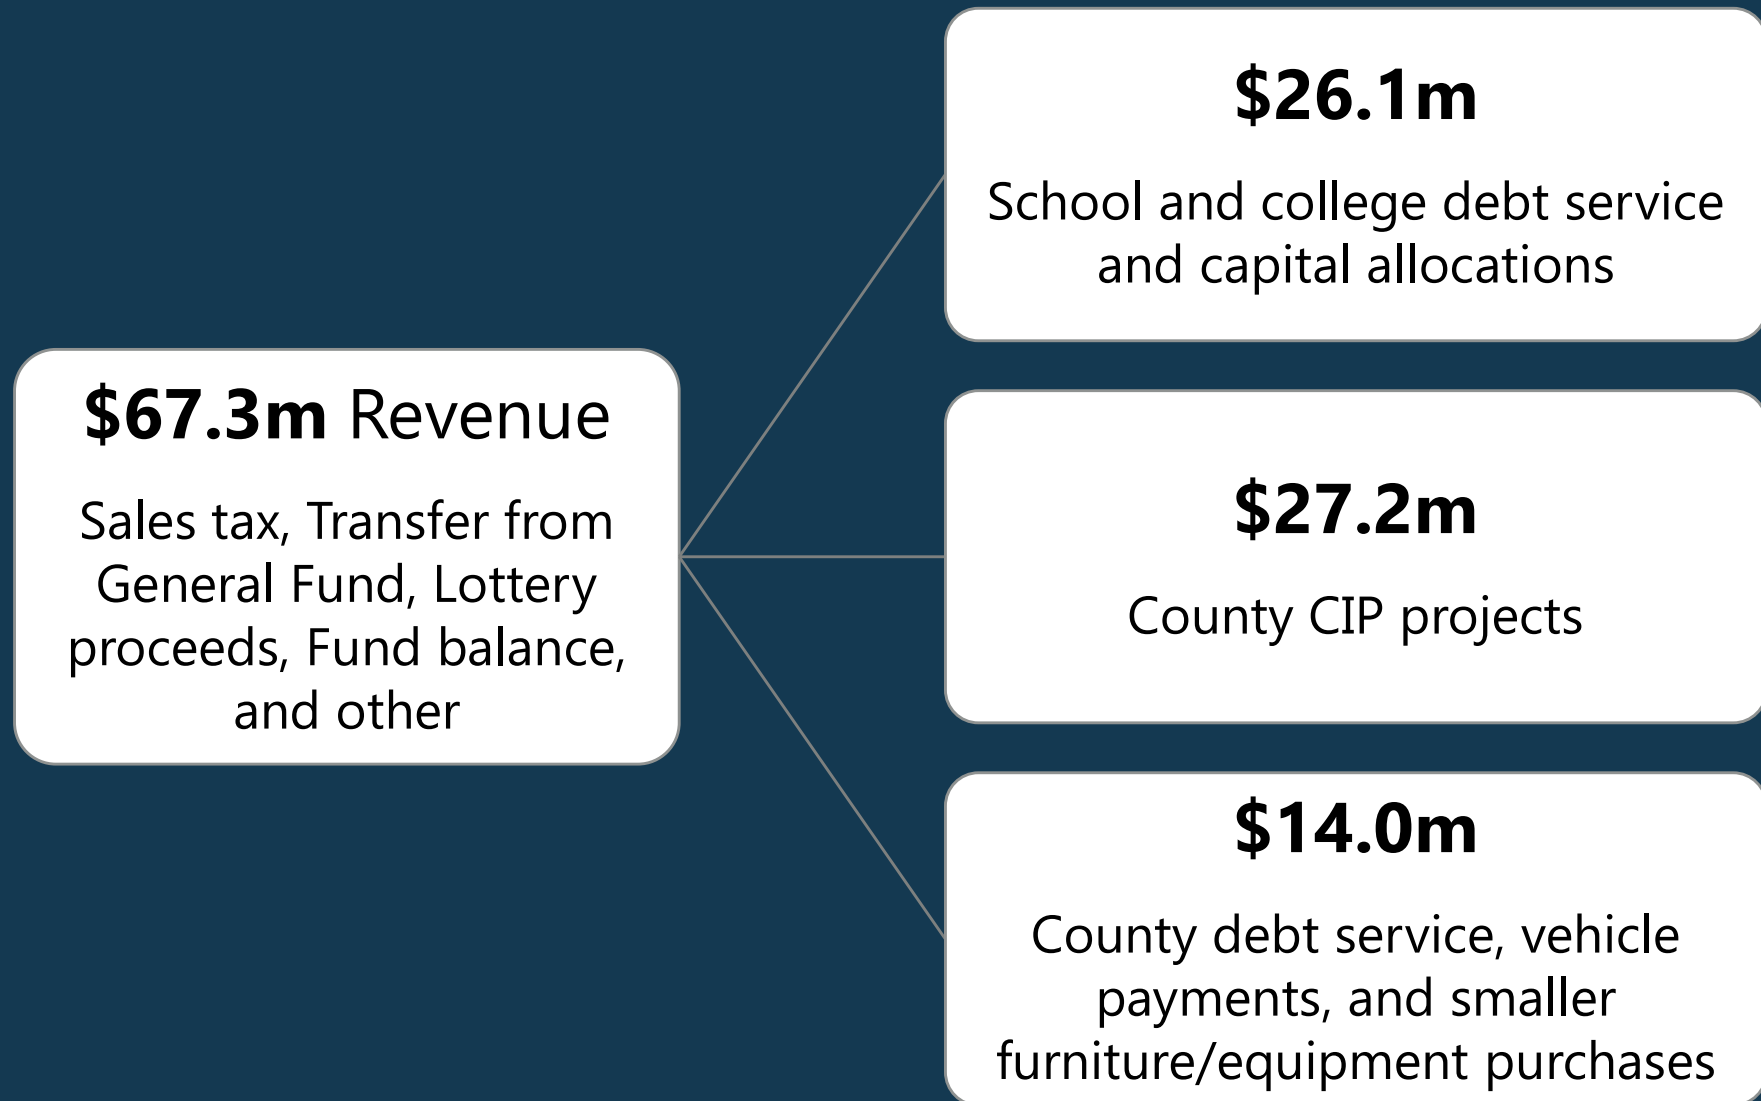 $67.3m Revenue
Sales tax, Transfer from
General Fund, Lottery
proceeds, Fund balance,
and other
$26.1m
School and college debt service
and capital allocations
$27.2m
County CIP projects
$14.0m
County debt service, vehicle
payments, and smaller
furniture/equipment purchases